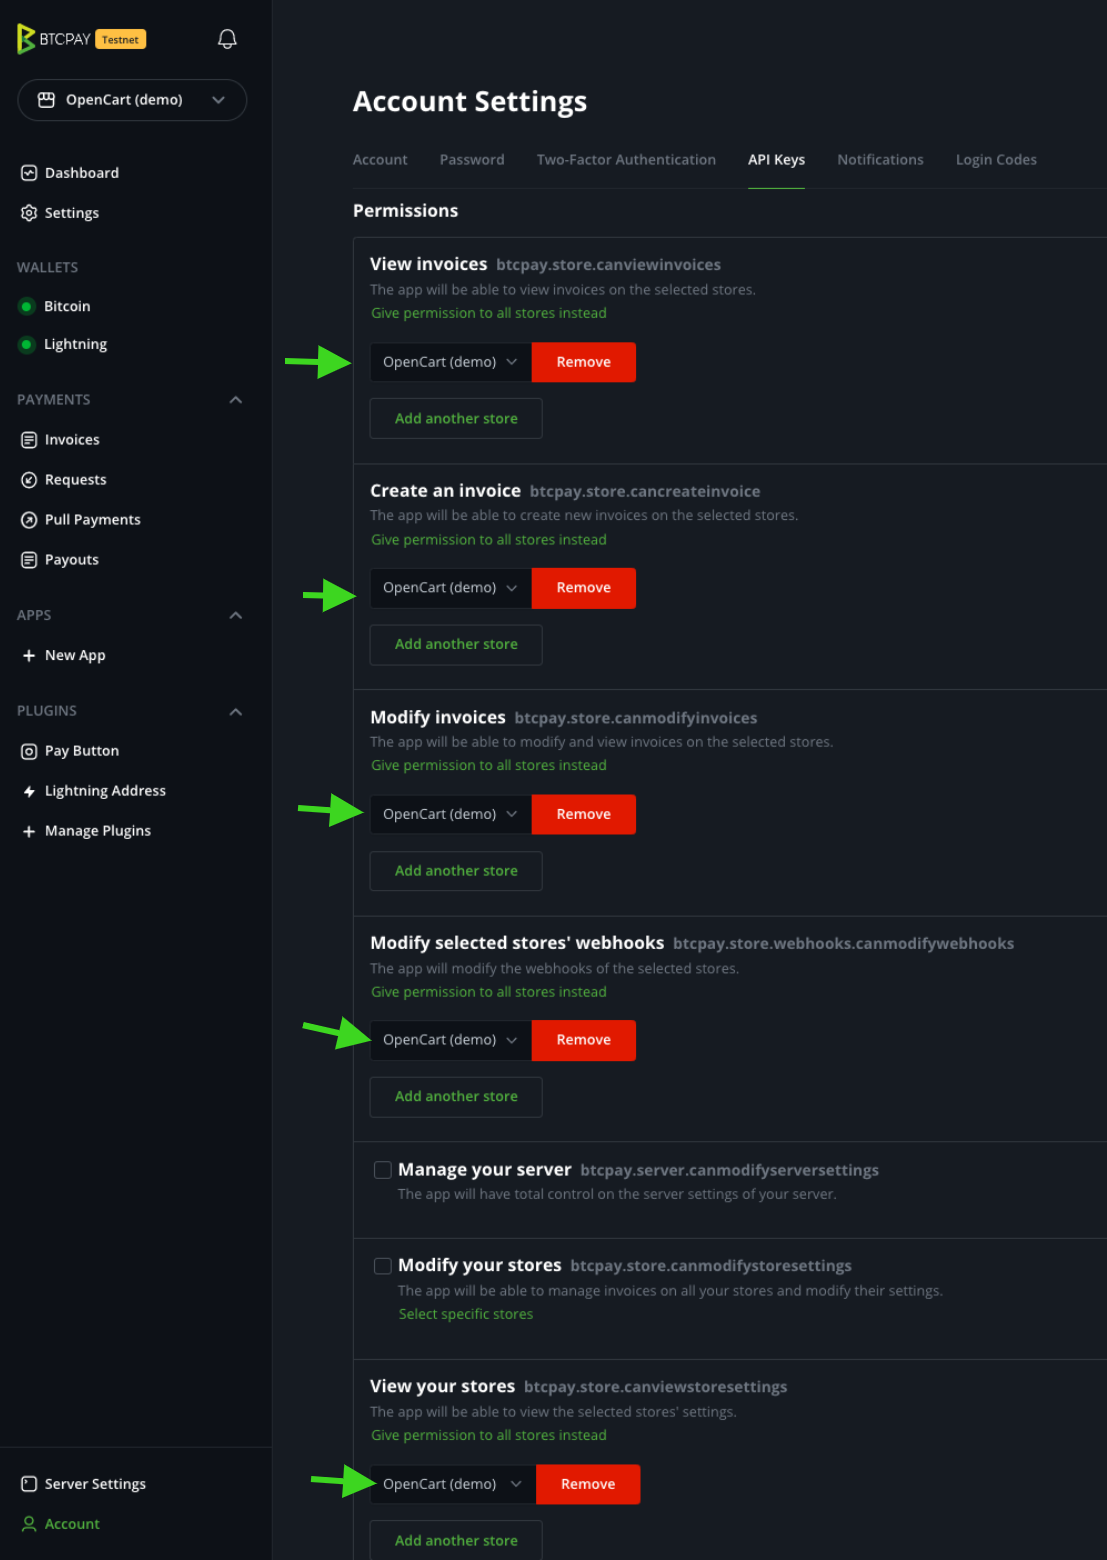 BTCPAY Testnet
OpenCart (demo)
Dashboard
Settings
WALLETS
Bitcoin
Lightning
PAYMENTS
Invoices
Requests
Pull Payments
Payouts
APPS
New App
PLUGINS
Pay Button
Lightning Address
Manage Plugins
Server Settings
Account
Account Settings
Account Password Two-Factor Authentication API Keys Notifications Login Codes
Permissions
View invoices btcpay.store.canviewinvoices
The app will be able to view invoices on the selected stores.
Give permission to all stores instead
OpenCart (demo) Remove
Add another store
Create an invoice btcpay.store.cancreateinvoice
The app will be able to create new invoices on the selected stores.
Give permission to all stores instead
OpenCart (demo) Remove
Add another store
Modify invoices btcpay.store.canmodifyinvoices
The app will be able to modify and view invoices on the selected stores.
Give permission to all stores instead
OpenCart (demo) Remove
Add another store
Modify selected stores' webhooks btcpay.store.webhooks.canmodifywebhooks
The app will modify the webhooks of the selected stores.
Give permission to all stores instead
OpenCart (demo) Remove
Add another store
Manage your server btcpay.server.canmodifyserversettings
The app will have total control on the server settings of your server.
Modify your stores btcpay.store.canmodifystoresettings
The app will be able to manage invoices on all your stores and modify their settings.
Select specific stores
View your stores btcpay.store.canviewstoresettings
The app will be able to view the selected stores' settings.
Give permission to all stores instead
OpenCart (demo) Remove
Add another store